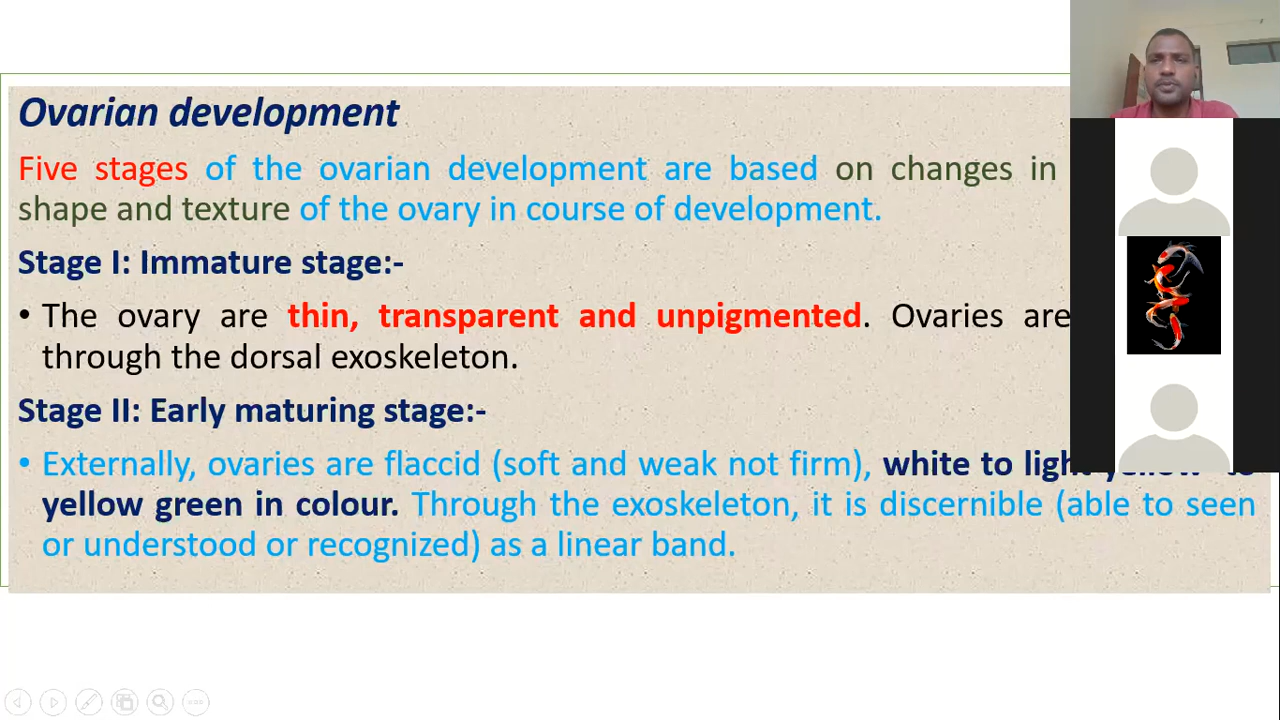 Ovarian development
Five stages of the ovarian development are based on changes in
shape and texture of the ovary in course of development.
Stage I: Immature stage:-
• The ovary are thin, transparent and unpigmented. Ovaries are
through the dorsal exoskeleton.
Stage II: Early maturing stage:-
• Externally, ovaries are flaccid (soft and weak not firm), white to light yellow to
yellow green in colour. Through the exoskeleton, it is discernible (able to seen
or understood or recognized) as a linear band.